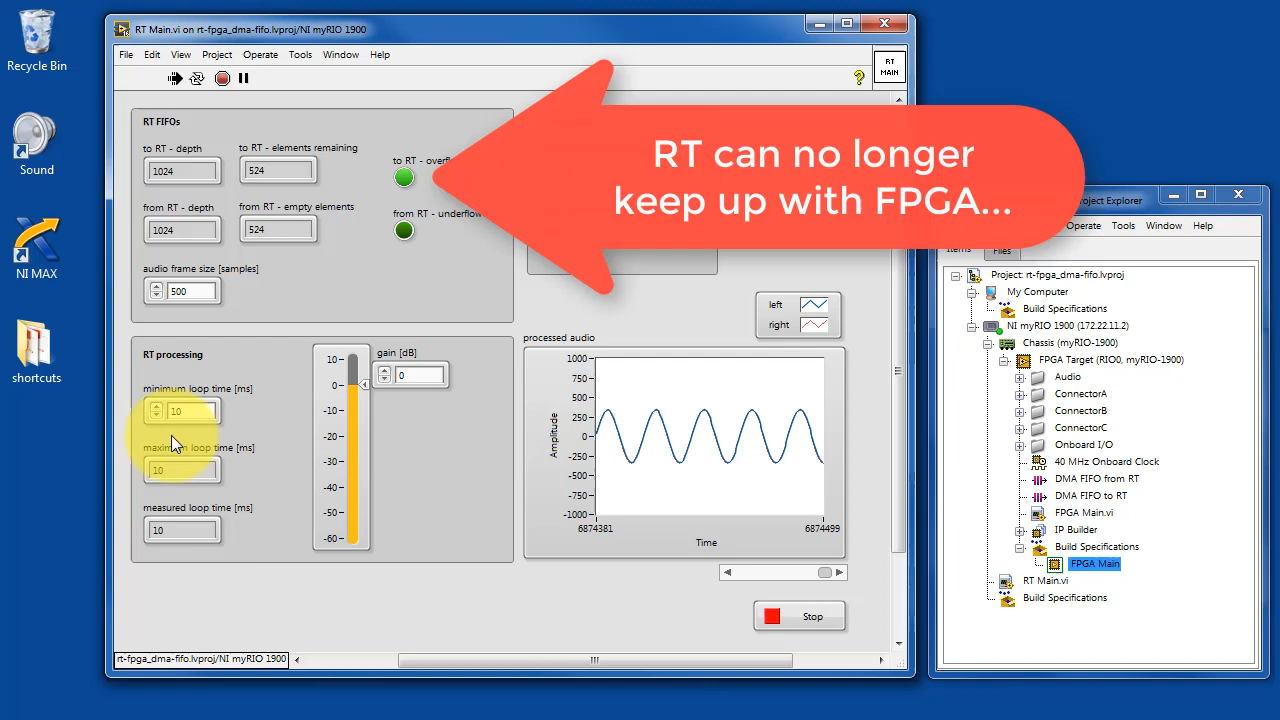 Recycle Bin
Sound
NI MAX
shortcuts
RT Main.vi on rt-fpga_dma-fifo.lvproj/NI myRIO 1900
File Edit View Project Operate Tools Window Help
?
RT
MAIN
RT FIFOs
to RT - depth
1024
to RT - elements remaining
524
to RT -
from RT - depth
1024
from RT - empty elements
524
from RT - underflow
audio frame size [samples]
500
RT can no longer
keep up with FPGA...
left
right
RT processing
minimum loop time [ms]
10
maximum loop time [ms]
10
measured loop time [ms]
10
10
0
-10
-20
-30
-40
-50
-60
gain [dB]
0
processed audio
Amplitude
1000
750
500
250
0
-250
-500
-750
-1000
6874381
6874499
Time
Stop
rt-fpga_dma-fifo.lvproj/NI myRIO 1900
Project Explorer
Operate Tools Window Help
Items Files
Project: rt-fpga_dma-fifo.lvproj
My Computer
Build Specifications
NI myRIO 1900 (172.22.11.2)
Chassis (myRIO-1900)
FPGA Target (RIO0, myRIO-1900)
Audio
ConnectorA
ConnectorB
ConnectorC
Onboard I/O
40 MHz Onboard Clock
DMA FIFO from RT
DMA FIFO to RT
FPGA Main.vi
IP Builder
Build Specifications
FPGA Main
RT Main.vi
Build Specifications